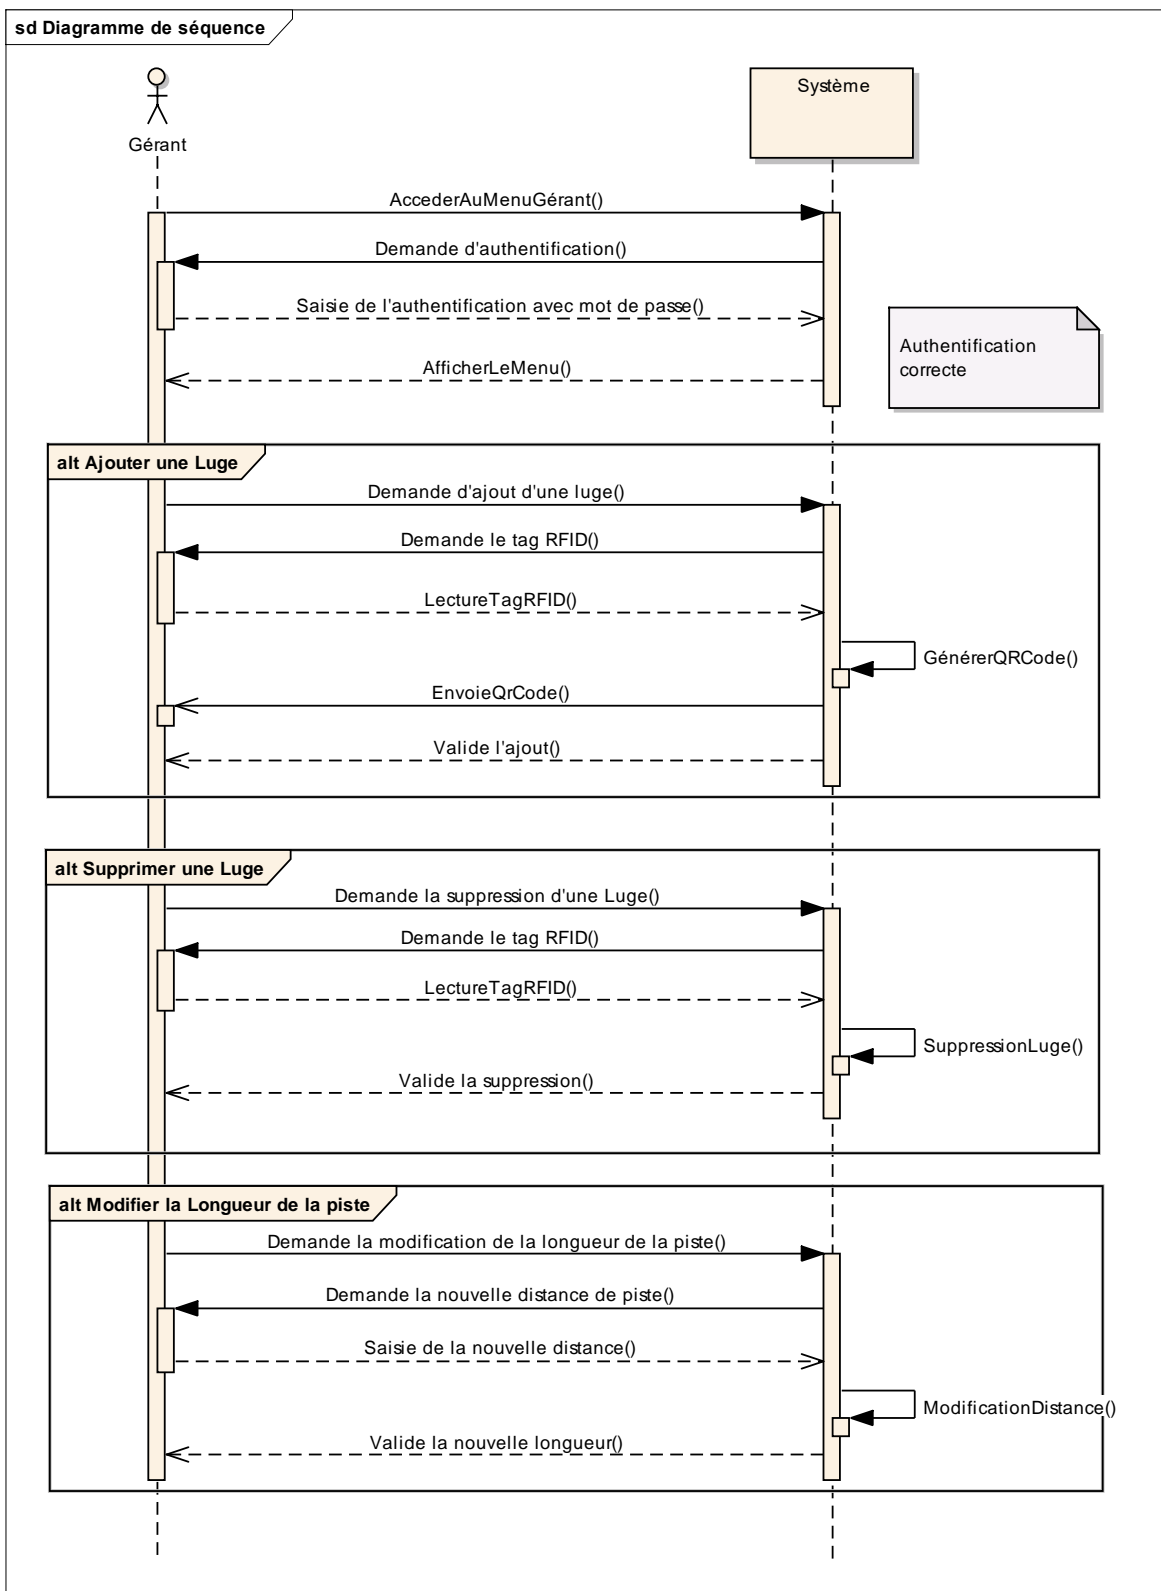 sd Diagramme de séquence
Système
Gérant
AccederAuMenuGérant()
Demande d'authentification()
Saisie de l'authentification avec mot de passe()
Authentification
correcte
AfficherLeMenu()
alt Ajouter une Luge
Demande d'ajout d'une luge()
Demande le tag RFID()
LectureTagRFID()
GénérerQRCode()
EnvoieQrCode()
Valide l'ajout()
alt Supprimer une Luge
Demande la suppression d'une Luge()
Demande le tag RFID()
LectureTagRFID()
SuppressionLuge()
Valide la suppression()
alt Modifier la Longueur de la piste
Demande la modification de la longueur de la piste()
Demande la nouvelle distance de piste()
Saisie de la nouvelle distance()
ModificationDistance()
Valide la nouvelle longueur()